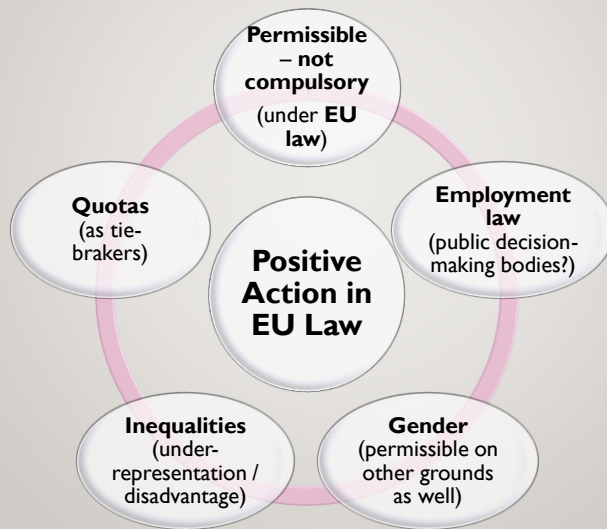 Permissible
– not
compulsory
(under EU
law)
Quotas
(as tie-
brakers)
Employment
law
(public decision-
making bodies?)
Positive
Action in
EU Law
Inequalities
(under-
representation /
disadvantage)
Gender
(permissible on
other grounds
as well)